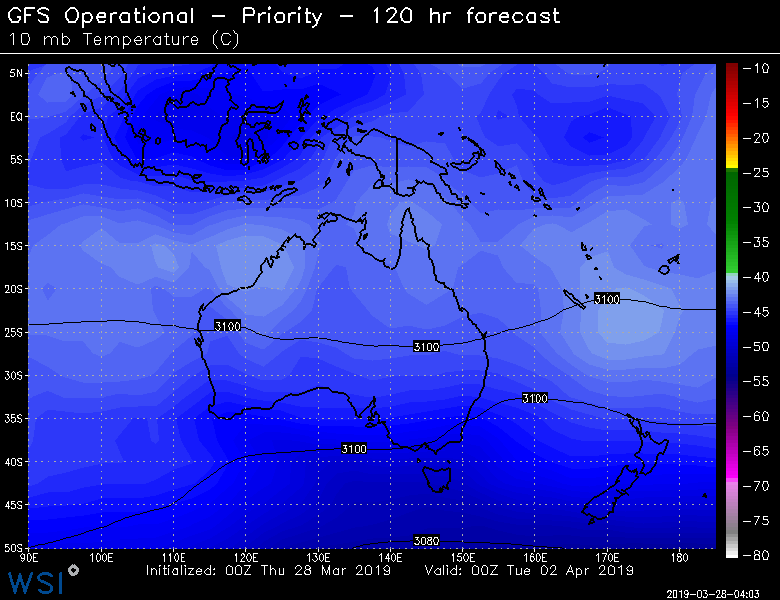 GFS Operational – Priority – 120 hr forecast
10 mb Temperature (C)
5N
EQ
5S
10S
15S
20S
25S
30S
35S
40S
45S
50S
3100
3100
3100
3100
3100
3080
-10
-15
-20
-25
-30
-35
-40
-45
-50
-55
-60
-65
-70
-75
-80
90E 100E 110E 120E 130E 140E 150E 160E 170E 180
WSI
Initialized: 00Z Thu 28 Mar 2019 Valid: 00Z Tue 02 Apr 2019
2019-03-28-04:03